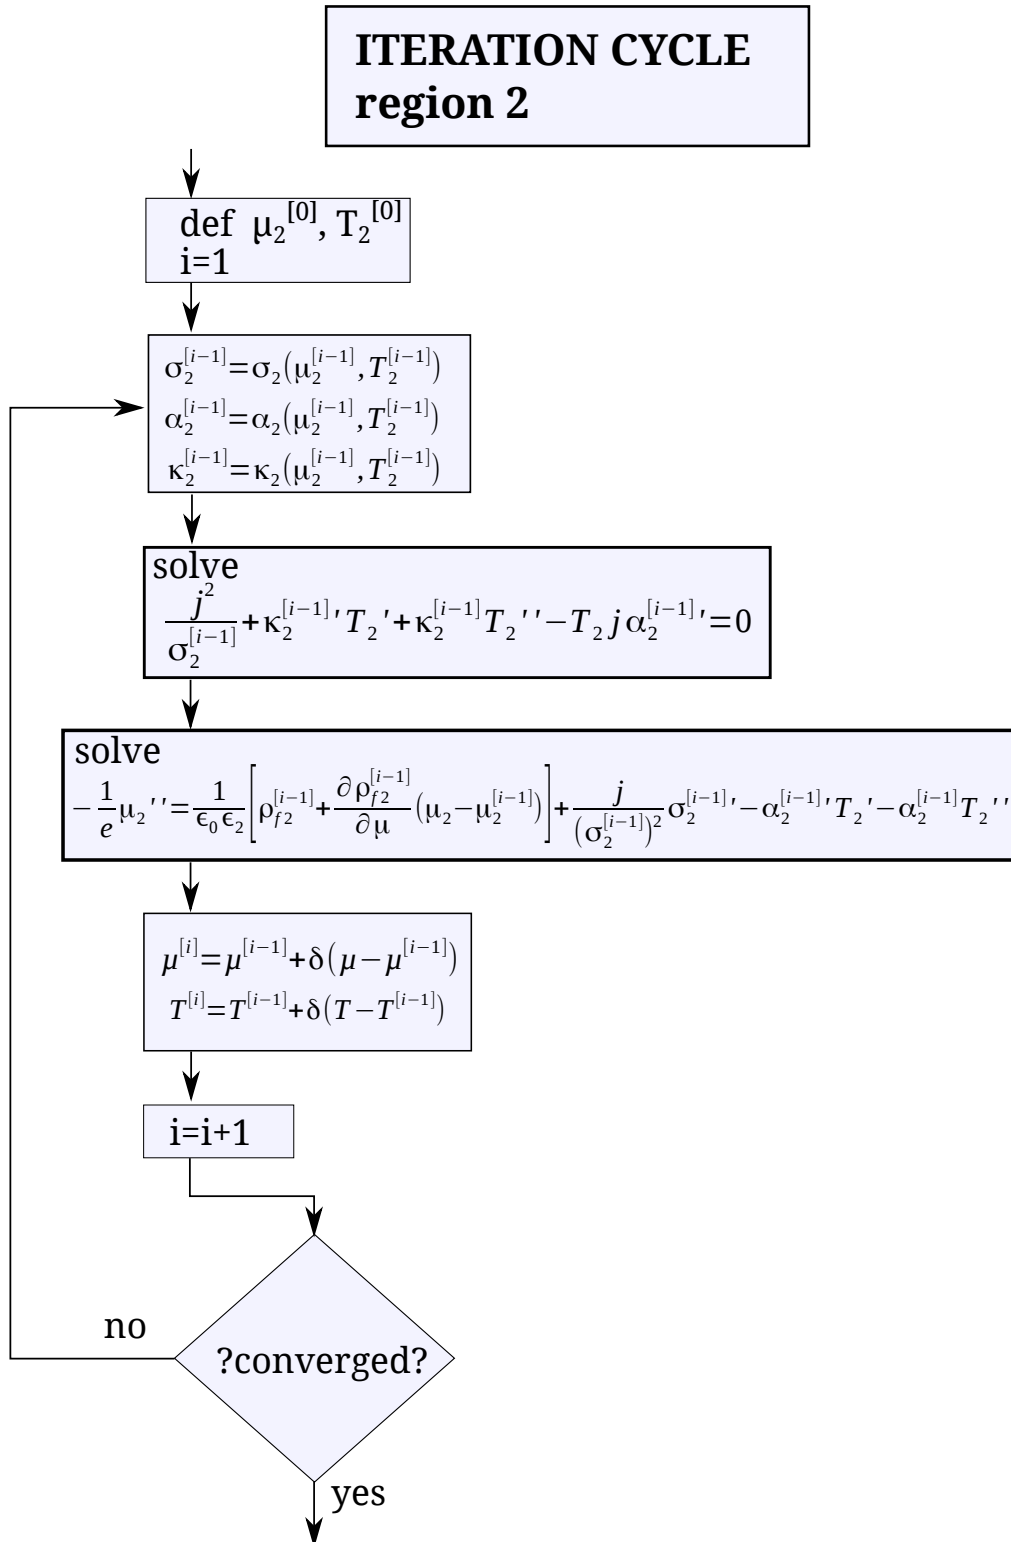 ITERATION CYCLE
region 2
def μ₂^[0], T₂^[0]
i=1
σ₂^[i−1]=σ₂(μ₂^[i−1],T₂^[i−1])
α₂^[i−1]=α₂(μ₂^[i−1],T₂^[i−1])
κ₂^[i−1]=κ₂(μ₂^[i−1],T₂^[i−1])
solve
j²/σ₂^[i−1]+κ₂^[i−1]′T₂′+κ₂^[i−1]T₂′′−T₂jα₂^[i−1]′=0
solve
−(1/e)μ₂′′=(1/(ϵ₀ϵ₂))[ρ_f2^[i−1]+(∂ρ_f2^[i−1]/∂μ)(μ₂−μ₂^[i−1])]+(j/(σ₂^[i−1])²)σ₂^[i−1]′−α₂^[i−1]′T₂′−α₂^[i−1]T₂′′
μ^[i]=μ^[i−1]+δ(μ−μ^[i−1])
T^[i]=T^[i−1]+δ(T−T^[i−1])
i=i+1
no
?converged?
yes